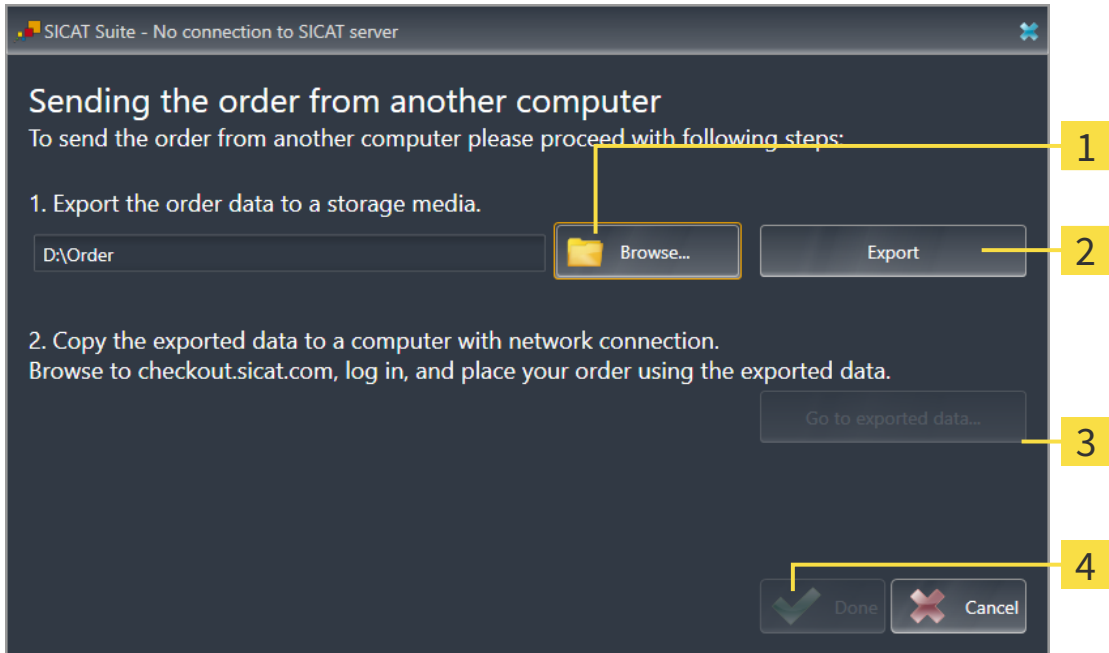 SICAT Suite - No connection to SICAT server
Sending the order from another computer
To send the order from another computer please proceed with following steps:
1
1. Export the order data to a storage media.
D:\Order
Browse...
Export
2
2. Copy the exported data to a computer with network connection.
Browse to checkout.sicat.com, log in, and place your order using the exported data.
Go to exported data...
3
4
Done
Cancel